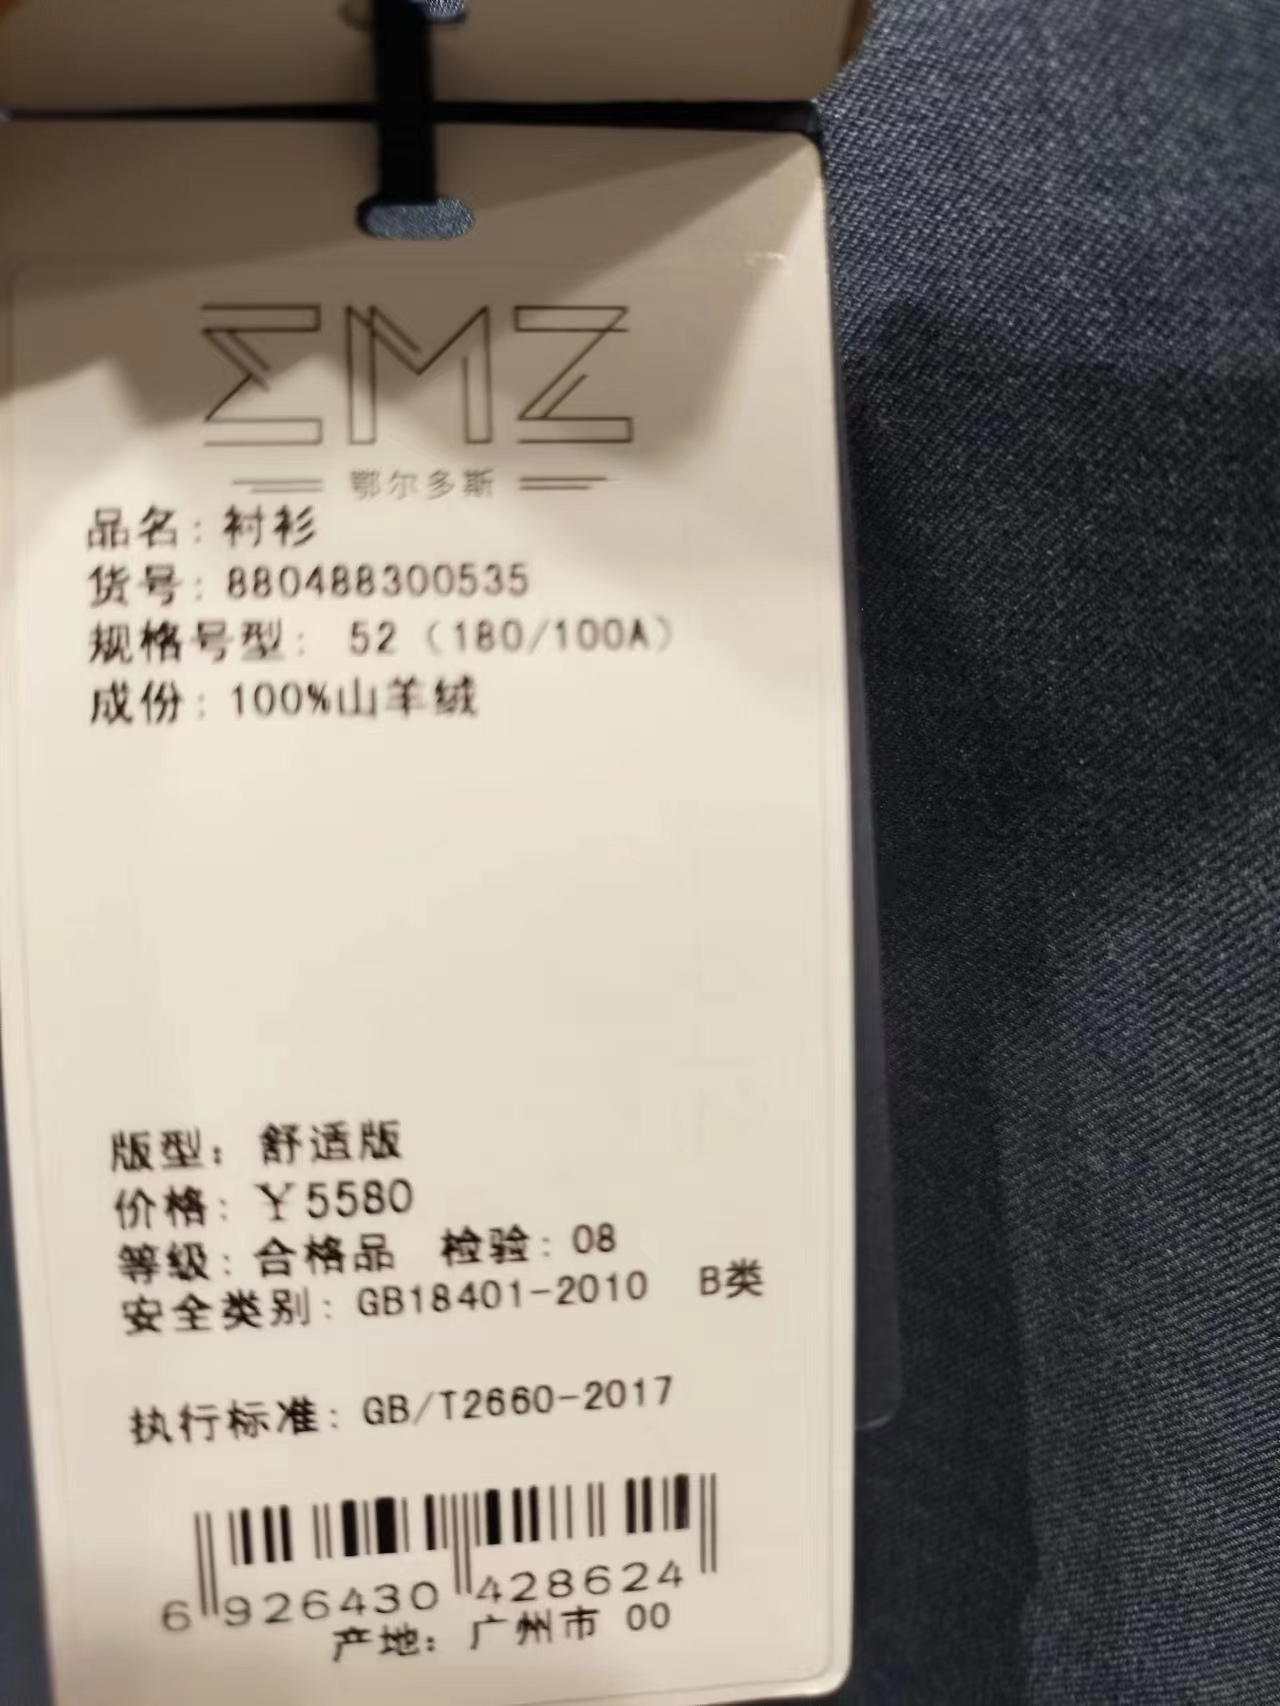 EMZ
鄂尔多斯
品名：衬衫
货号：880488300535
规格号型： 52（180/100A）
成份：100%山羊绒
版型： 舒适版
价格：￥5580
等级：合格品 检验：08
安全类别：GB18401-2010 B类
执行标准：GB/T2660-2017
6 926430 428624
产地： 广州市 00